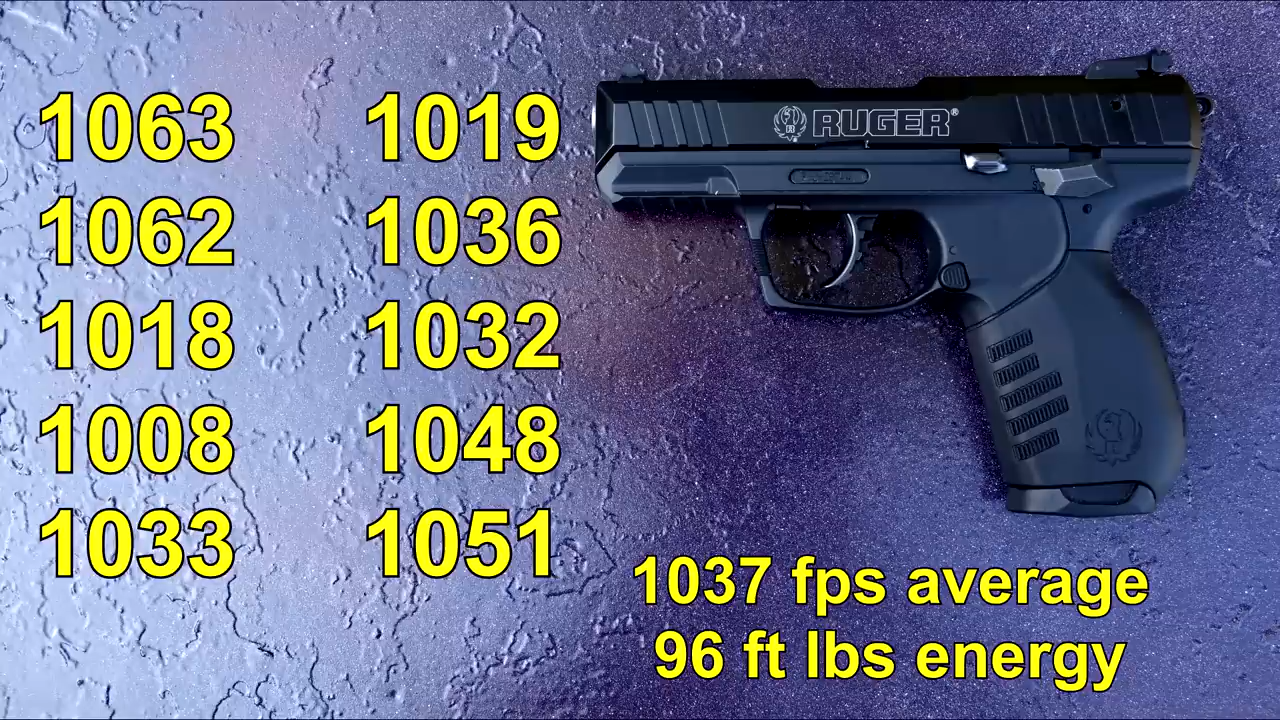 1063 1019
1062 1036
1018 1032
1008 1048
1033 1051
RUGER®
1037 fps average
96 ft lbs energy